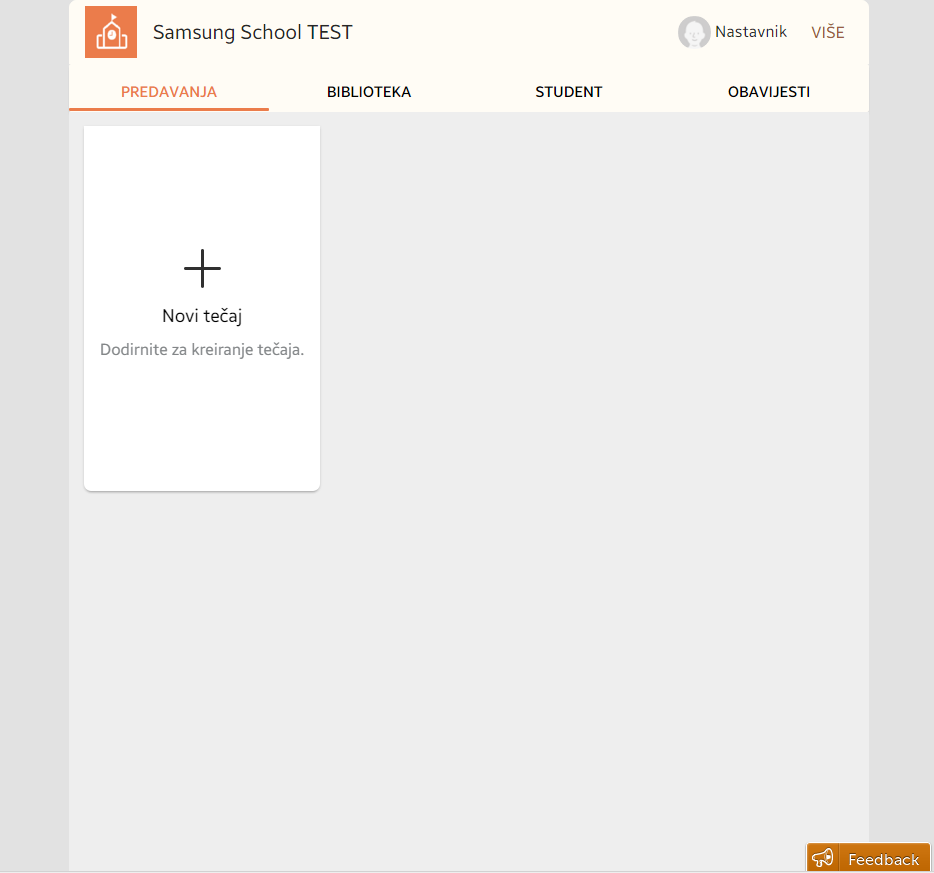 Samsung School TEST
Nastavnik
VIŠE
PREDAVANJA
BIBLIOTEKA
STUDENT
OBAVIJESTI
Novi tečaj
Dodirnite za kreiranje tečaja.
Feedback